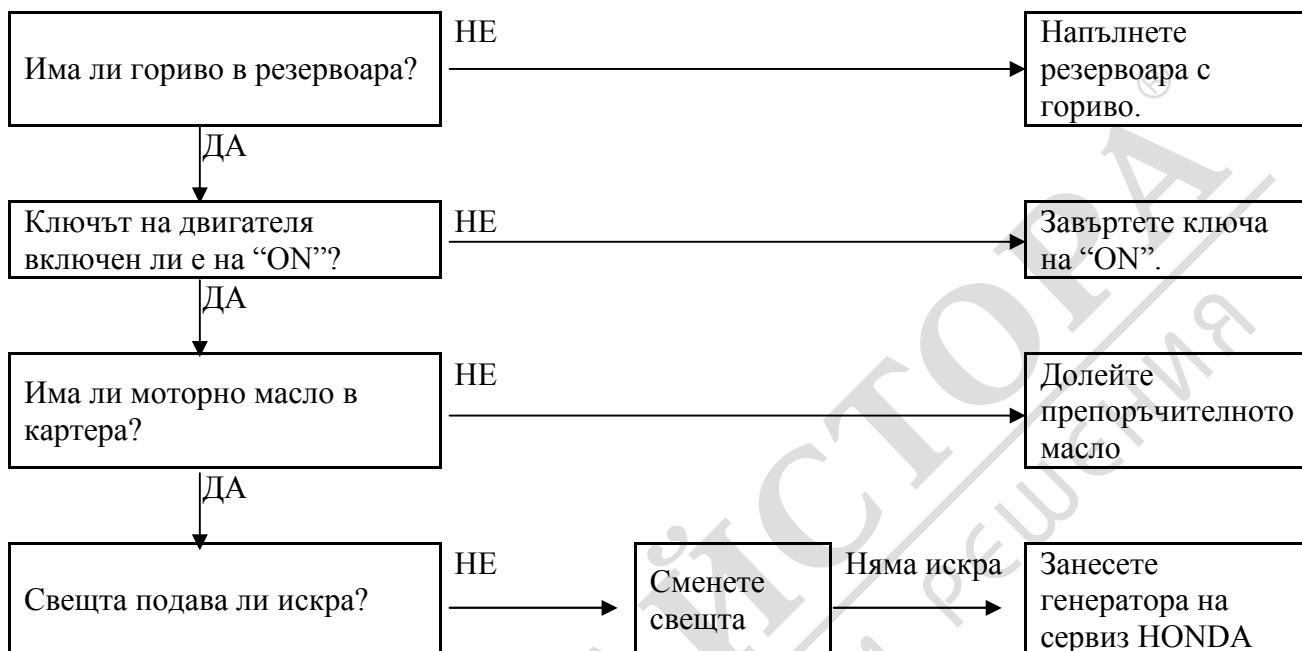 Има ли гориво в резервоара?
НЕ
Напълнете
резервоара с
гориво.
ДА
Ключът на двигателя
включен ли е на “ON”?
НЕ
Завъртете ключа
на “ON”.
ДА
Има ли моторно масло в
картера?
НЕ
Долейте
препоръчителното
масло
ДА
Свещта подава ли искра?
НЕ
Сменете
свещта
Няма искра
Занесете
генератора на
сервиз HONDA
ЙСТОРА ®
РЕШЕНИЯ